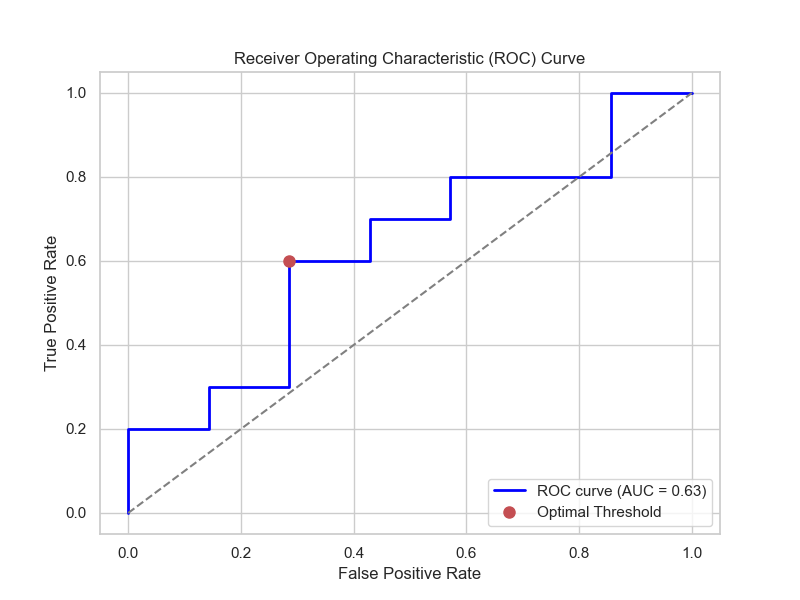 Receiver Operating Characteristic (ROC) Curve
True Positive Rate
1.0
0.8
0.6
0.4
0.2
0.0
ROC curve (AUC = 0.63)
Optimal Threshold
0.0 0.2 0.4 0.6 0.8 1.0
False Positive Rate